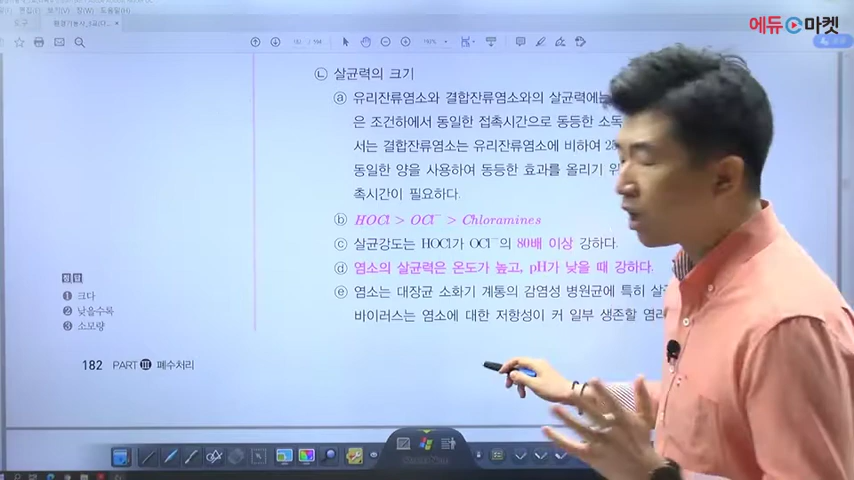 에듀 마켓
㉡ 살균력의 크기
ⓐ 유리잔류염소와 결합잔류염소와의 살균력에는
은 조건하에서 동일한 접촉시간으로 동등한 소독
서는 결합잔류염소는 유리잔류염소에 비하여
동일한 양을 사용하여 동등한 효과를 올리기
촉시간이 필요하다.
ⓑ HOCl > OCl⁻ > Chloramines
ⓒ 살균강도는 HOCl가 OCl⁻의 80배 이상 강하다.
ⓓ 염소의 살균력은 온도가 높고, pH가 낮을 때 강하다.
ⓔ 염소는 대장균 소화기 계통의 감염성 병원균에 특히
바이러스는 염소에 대한 저항성이 커 일부 생존할
정답
❶ 크다
❷ 낮을수록
❸ 소모량
182 PART Ⅲ 폐수처리